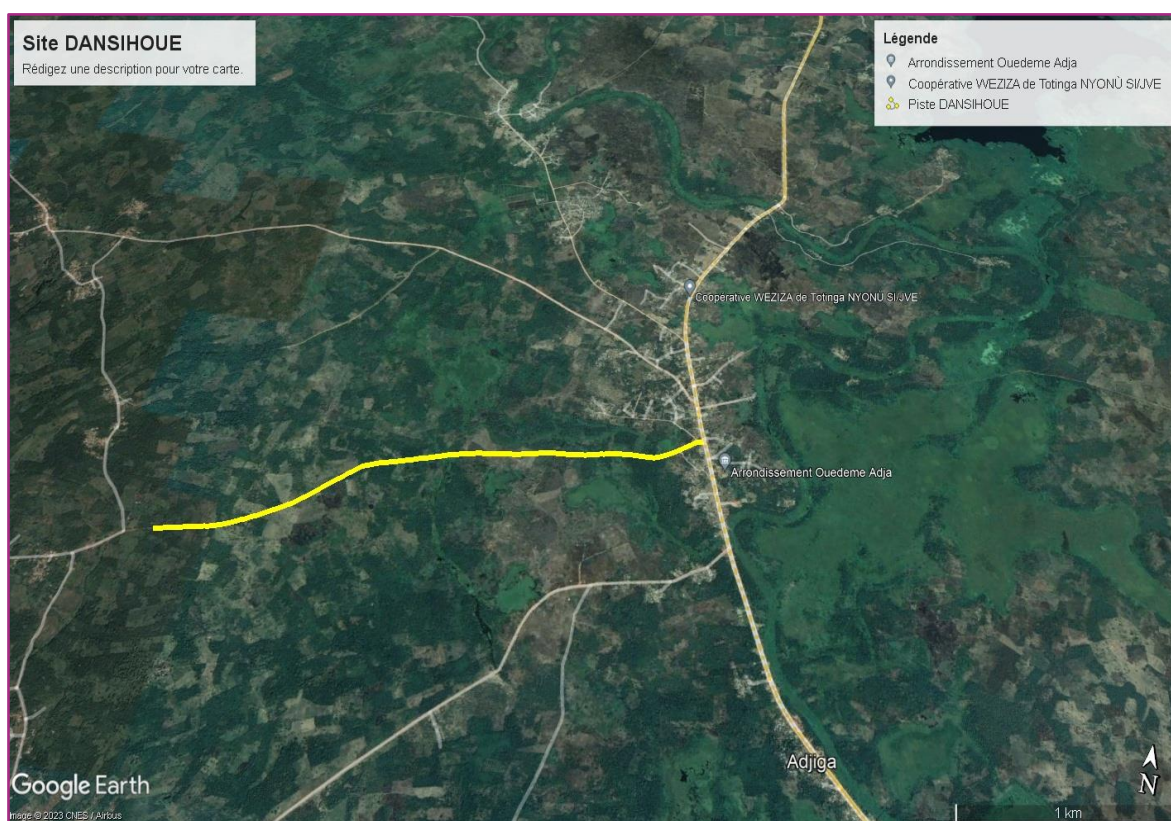 Site DANSIHOUE
Rédigez une description pour votre carte.
Légende
Arrondissement Ouedeme Adja
Coopérative WEZIZA de Totinga NYONÙ SI/JVE
Piste DANSIHOUE
Coopérative WEZIZA de Totinga NYONÙ SI/JVE
Arrondissement Ouedeme Adja
Adjiga
N
Google Earth
Image © 2023 CNES / Airbus
1 km